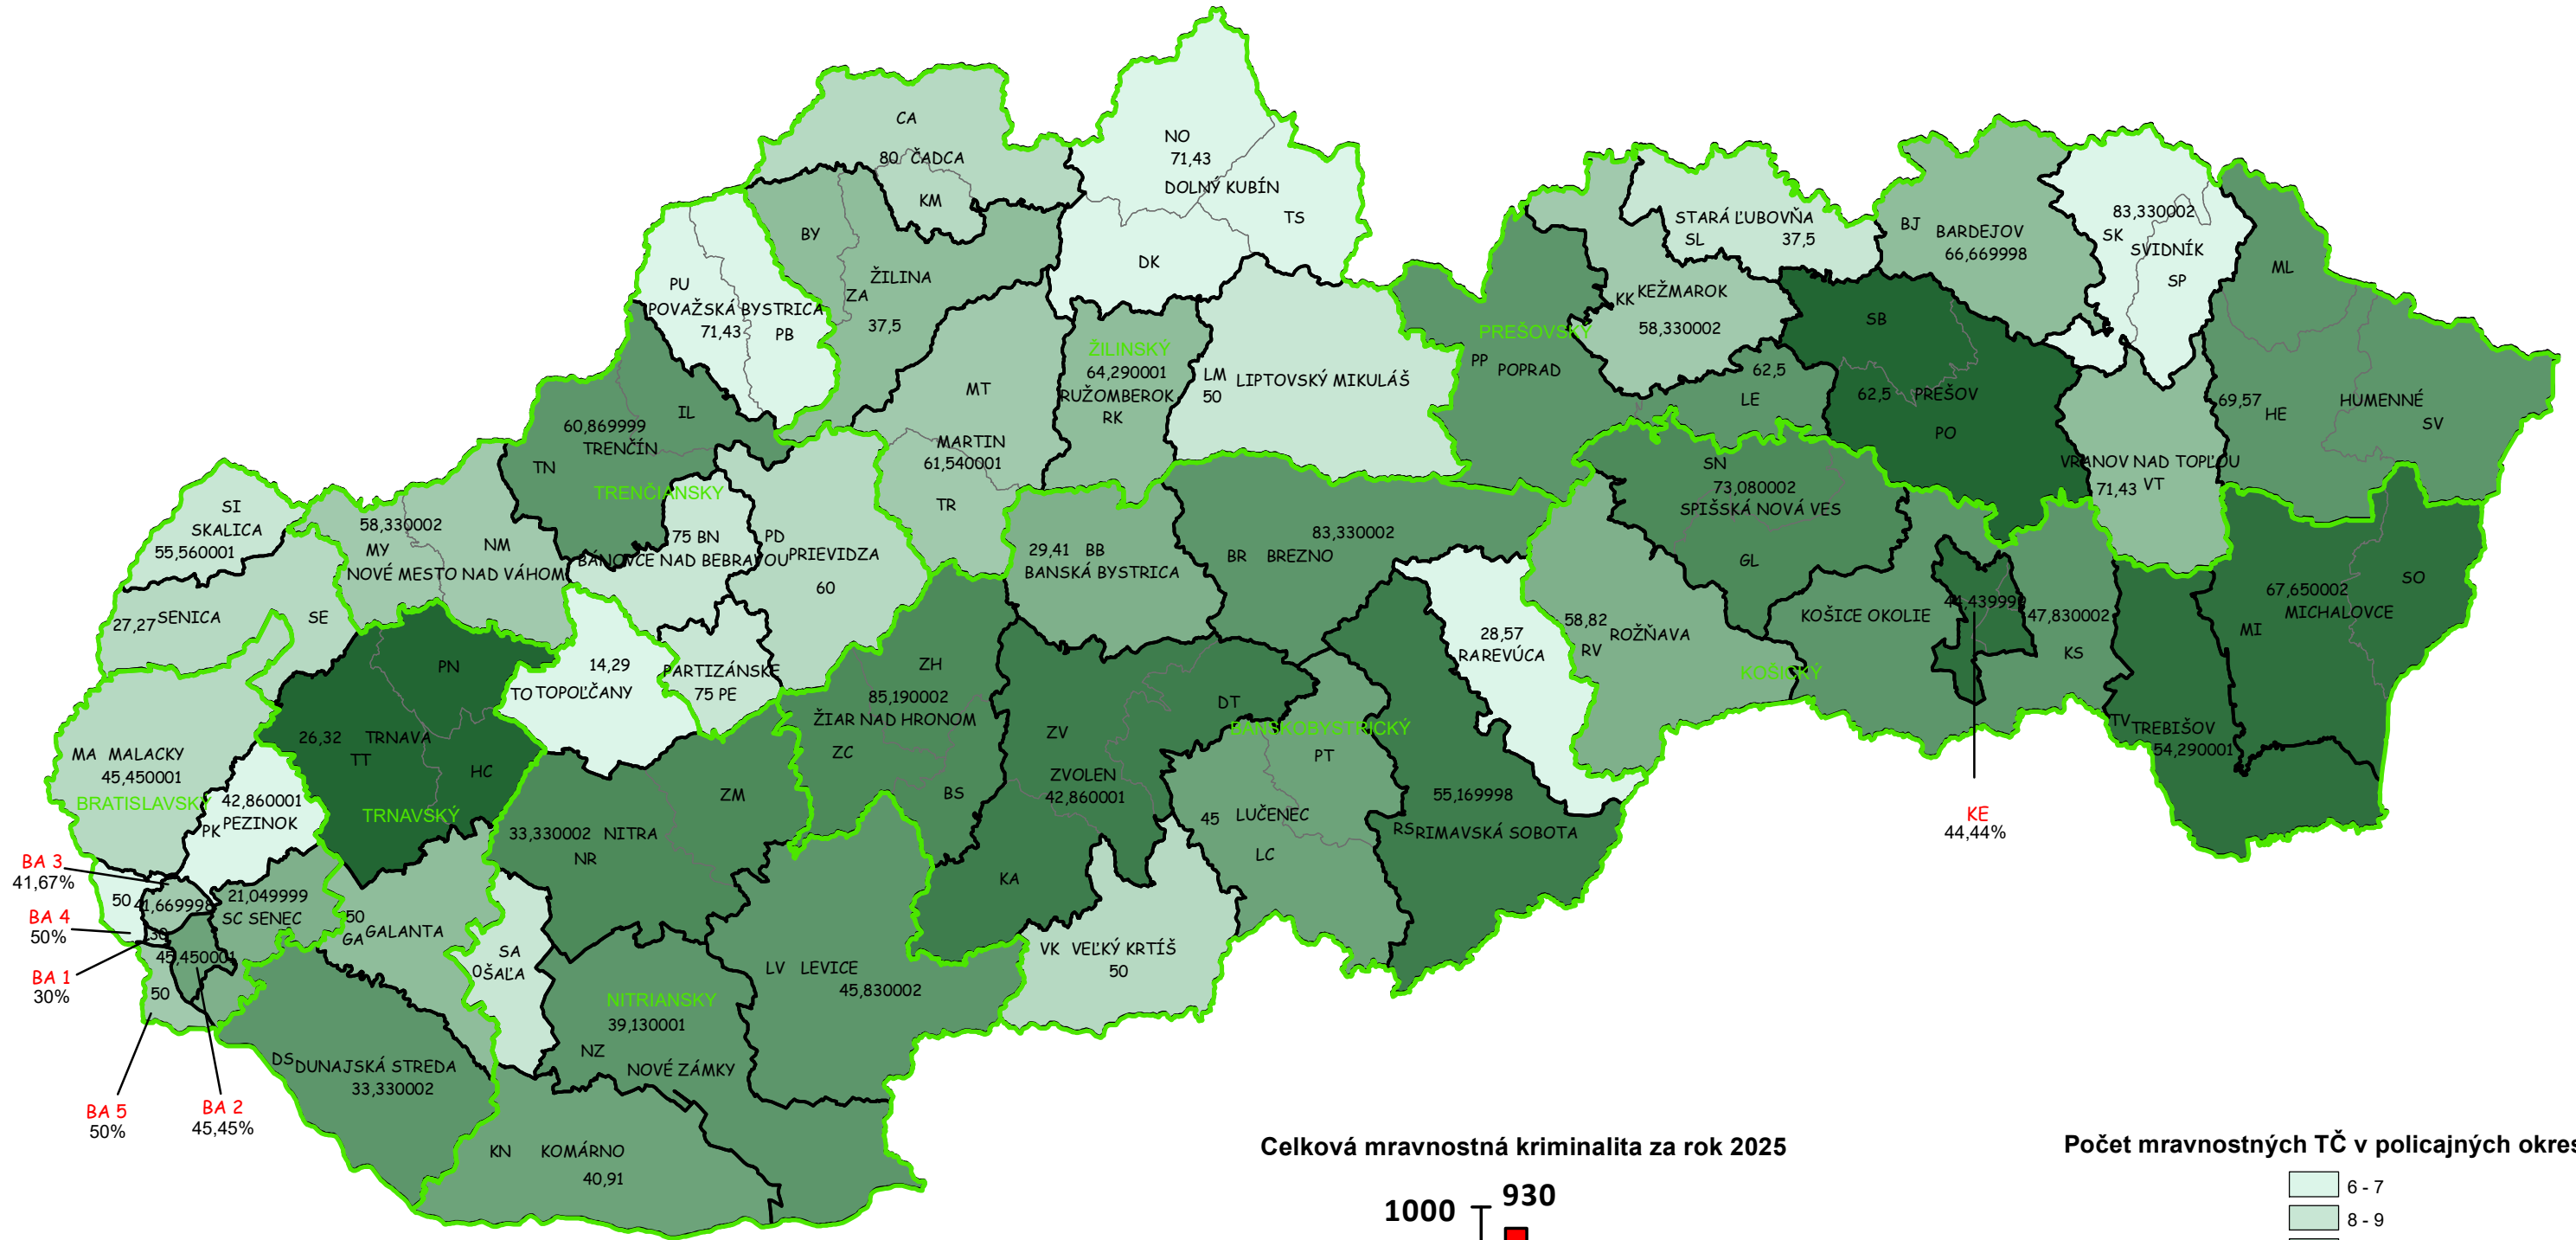 CA
80 ČADCA
KM
NO
71,43
DOLNÝ KUBÍN
TS
DK
BY
ŽILINA
ZA
37,5
PU
POVAŽSKÁ BYSTRICA
71,43
PB
STARÁ ĽUBOVŇA
SL 37,5
BJ BARDEJOV
66,669998
83,330002
SK
SVIDNÍK
SP
ML
KK KEŽMAROK
58,330002
PREŠOVSKÝ
PP POPRAD
62,5
LE
SB
62,5 PREŠOV
PO
69,57 HE
HUMENNÉ
SV
VRANOV NAD TOPĽOU
71,43 VT
ŽILINSKÝ
64,290001
RUŽOMBEROK
RK
LM
50
LIPTOVSKÝ MIKULÁŠ
MT
MARTIN
61,540001
TR
IL
60,869999
TRENČÍN
TN
TRENČIANSKY
SI
SKALICA
55,560001
58,330002
MY
NM
NOVÉ MESTO NAD VÁHOM
75 BN
BÁNOVCE NAD BEBRAVOU
PD
PRIEVIDZA
60
29,41 BB
BANSKÁ BYSTRICA
83,330002
BR BREZNO
SN
73,080002
SPIŠSKÁ NOVÁ VES
GL
27,27 SENICA
SE
PN
14,29
TO TOPOĽČANY
PARTIZÁNSKE
75 PE
ZH
85,190002
ŽIAR NAD HRONOM
ZC
BS
28,57
RA REVÚCA
58,82
ROŽŇAVA
RV
KOŠICKÝ
KOŠICE OKOLIE
44,439999
47,830002
KS
67,650002
MICHALOVCE
MI
SO
TV TREBIŠOV
54,290001
KE
44,44%
MA MALACKY
45,450001
BRATISLAVSKÝ
26,32 TRNAVA
TT
HC
TRNAVSKÝ
42,860001
PK PEZINOK
DT
ZV
BANSKOBYSTRICKÝ
PT
ZVOLEN
42,860001
KA
45 LUČENEC
LC
55,169998
RS RIMAVSKÁ SOBOTA
ZM
33,330002 NITRA
NR
BA 3
41,67%
50
41,669998
BA 4
50%
30
BA 1
30%
45,450001
50
BA 5
50%
BA 2
45,45%
21,049999
SC SENEC
50
GA GALANTA
SA
0 ŠAĽA
VK VEĽKÝ KRTÍŠ
50
LV LEVICE
45,830002
NITRIANSKY
39,130001
NZ
NOVÉ ZÁMKY
DS DUNAJSKÁ STREDA
33,330002
KN KOMÁRNO
40,91
Celková mravnostná kriminalita za rok 2025
930
1000
Počet mravnostných TČ v policajných okres
6 - 7
8 - 9